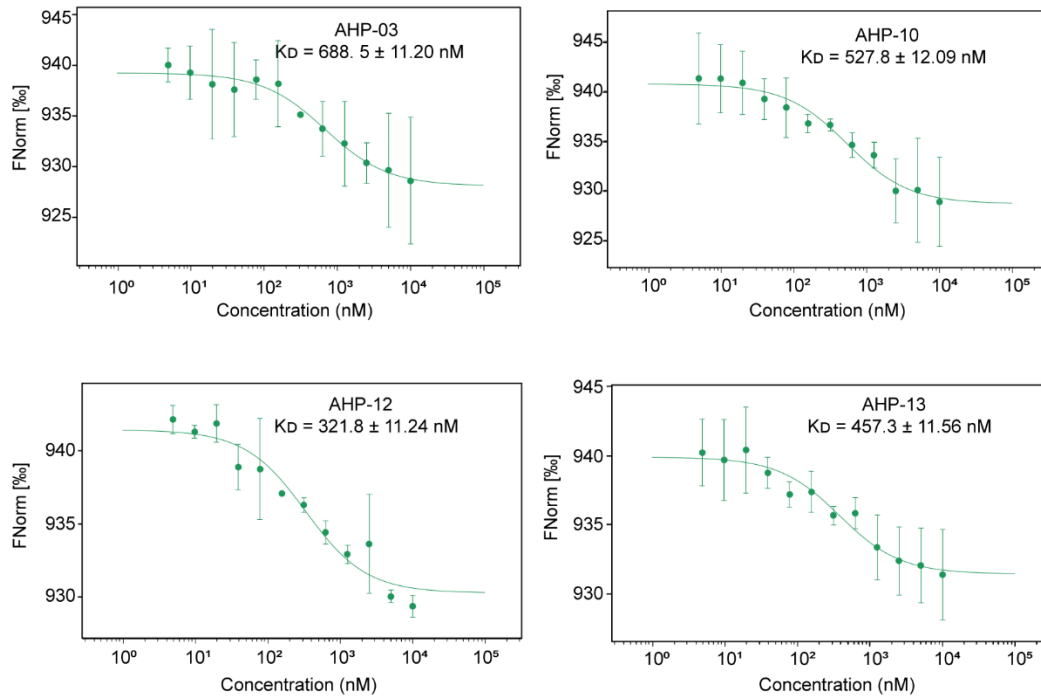 AHP-03
KD = 688. 5 ± 11.20 nM
945
940
935
930
925
FNorm [‰]
10⁰ 10¹ 10² 10³ 10⁴ 10⁵
Concentration (nM)
AHP-10
KD = 527.8 ± 12.09 nM
945
940
935
930
925
FNorm [‰]
10⁰ 10¹ 10² 10³ 10⁴ 10⁵
Concentration (nM)
AHP-12
KD = 321.8 ± 11.24 nM
940
935
930
FNorm [‰]
10⁰ 10¹ 10² 10³ 10⁴ 10⁵
Concentration (nM)
AHP-13
KD = 457.3 ± 11.56 nM
945
940
935
930
FNorm [‰]
10⁰ 10¹ 10² 10³ 10⁴ 10⁵
Concentration (nM)